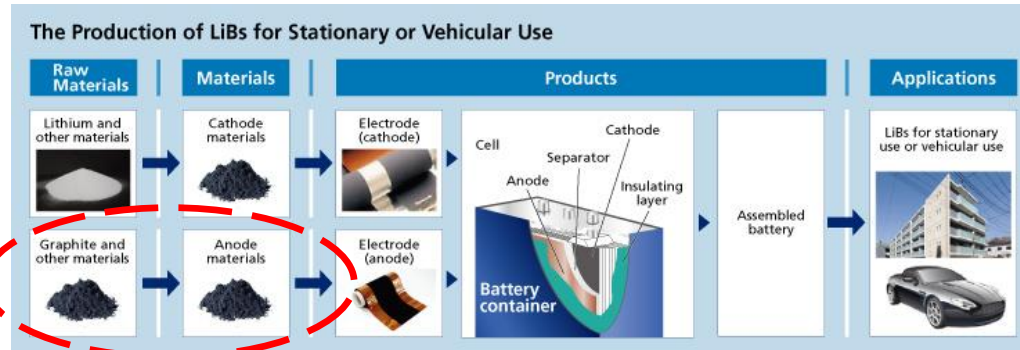 The Production of LiBs for Stationary or Vehicular Use
Raw
Materials
Materials
Products
Applications
Lithium and
other materials
Cathode
materials
Electrode
(cathode)
Cell
Cathode
Separator
Anode
Insulating
layer
Battery
container
Assembled
battery
LiBs for stationary
use or vehicular use
Graphite and
other materials
Anode
materials
Electrode
(anode)